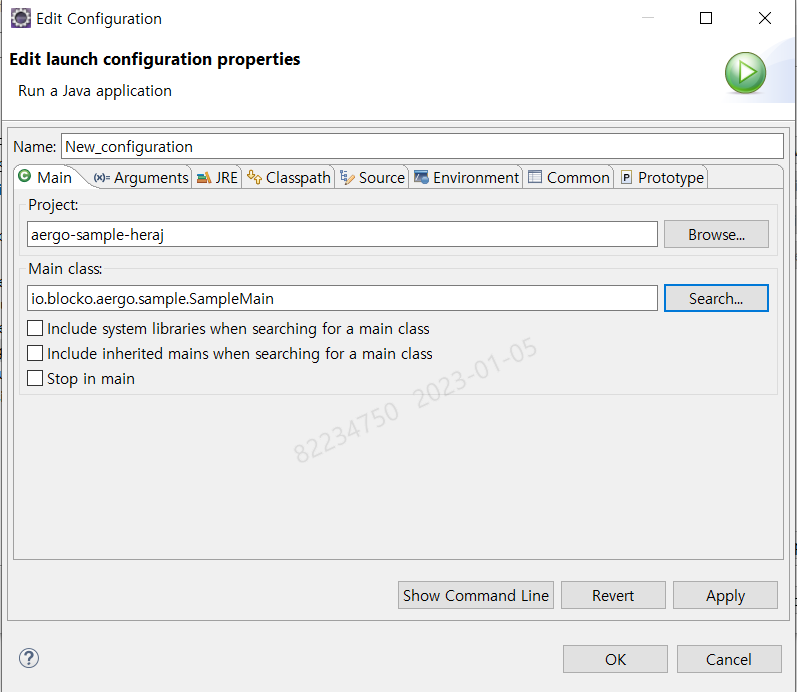 Edit Configuration
Edit launch configuration properties
Run a Java application
Name: New_configuration
Main (x)= Arguments JRE Classpath Source Environment Common P Prototype
Project:
aergo-sample-heraj Browse...
Main class:
io.blocko.aergo.sample.SampleMain Search...
Include system libraries when searching for a main class
Include inherited mains when searching for a main class
Stop in main
82234750 2023-01-05
Show Command Line Revert Apply
? OK Cancel